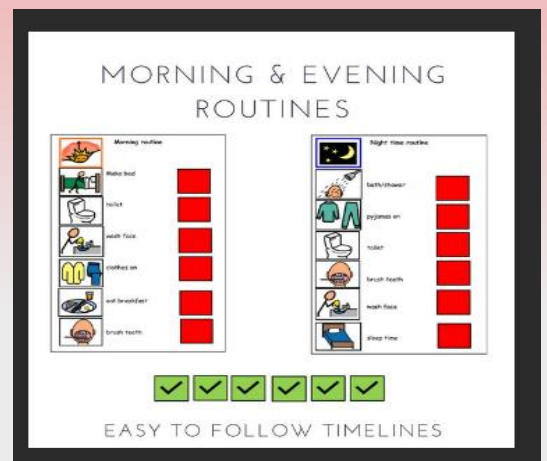 MORNING & EVENING
ROUTINES
Morning routine
Make bed
toilet
wash face
clothes on
eat breakfast
brush teeth
Night time routine
bath/shower
pyjamas on
toilet
brush teeth
wash face
sleep time
EASY TO FOLLOW TIMELINES